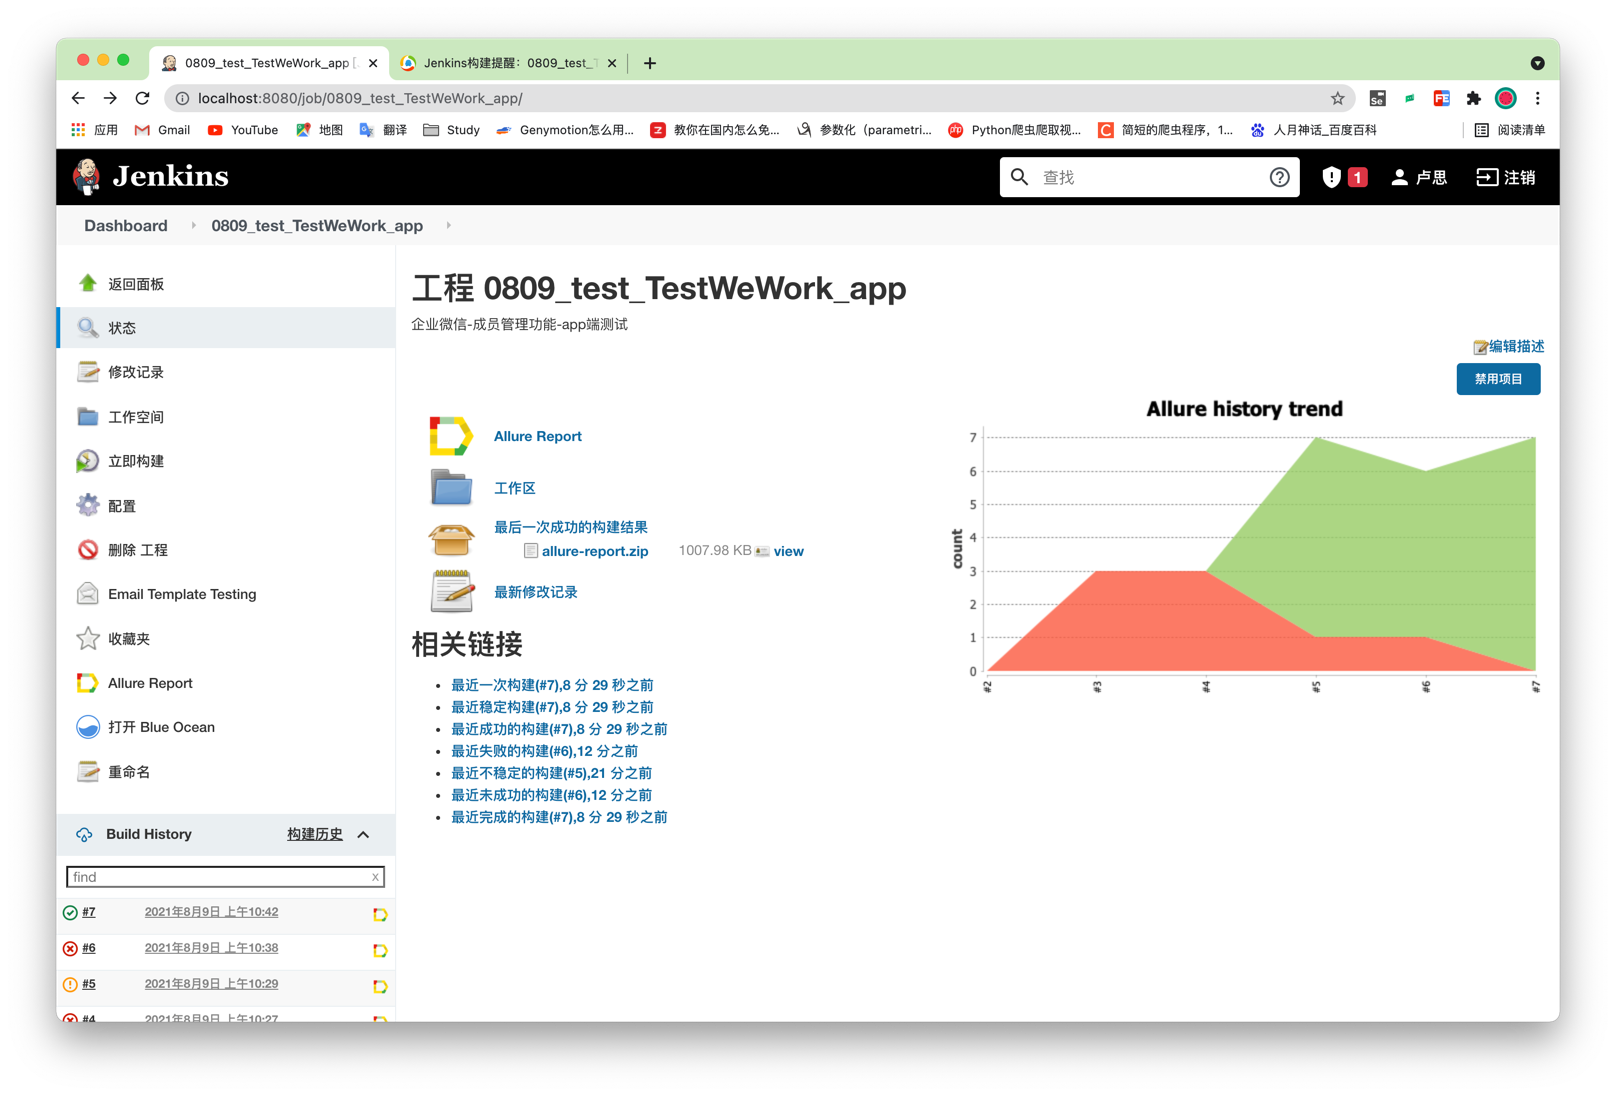 0809_test_TestWeWork_app [
Jenkins构建提醒：0809_test_T
localhost:8080/job/0809_test_TestWeWork_app/
应用
Gmail
YouTube
地图
翻译
Study
Genymotion怎么用...
教你在国内怎么免...
参数化（parametri...
Python爬虫爬取视...
简短的爬虫程序，1...
人月神话_百度百科
阅读清单
Jenkins
查找
1
卢思
注销
Dashboard
0809_test_TestWeWork_app
返回面板
状态
修改记录
工作空间
立即构建
配置
删除 工程
Email Template Testing
收藏夹
Allure Report
打开 Blue Ocean
重命名
Build History
构建历史
find
x
#7
2021年8月9日 上午10:42
#6
2021年8月9日 上午10:38
#5
2021年8月9日 上午10:29
#4
2021年8月9日 上午10:27
工程 0809_test_TestWeWork_app
企业微信-成员管理功能-app端测试
编辑描述
禁用项目
Allure Report
工作区
最后一次成功的构建结果
allure-report.zip
1007.98 KB
view
最新修改记录
相关链接
最近一次构建(#7),8 分 29 秒之前
最近稳定构建(#7),8 分 29 秒之前
最近成功的构建(#7),8 分 29 秒之前
最近失败的构建(#6),12 分之前
最近不稳定的构建(#5),21 分之前
最近未成功的构建(#6),12 分之前
最近完成的构建(#7),8 分 29 秒之前
Allure history trend
count
7
6
5
4
3
2
1
0
#2
#3
#4
#5
#6
#7